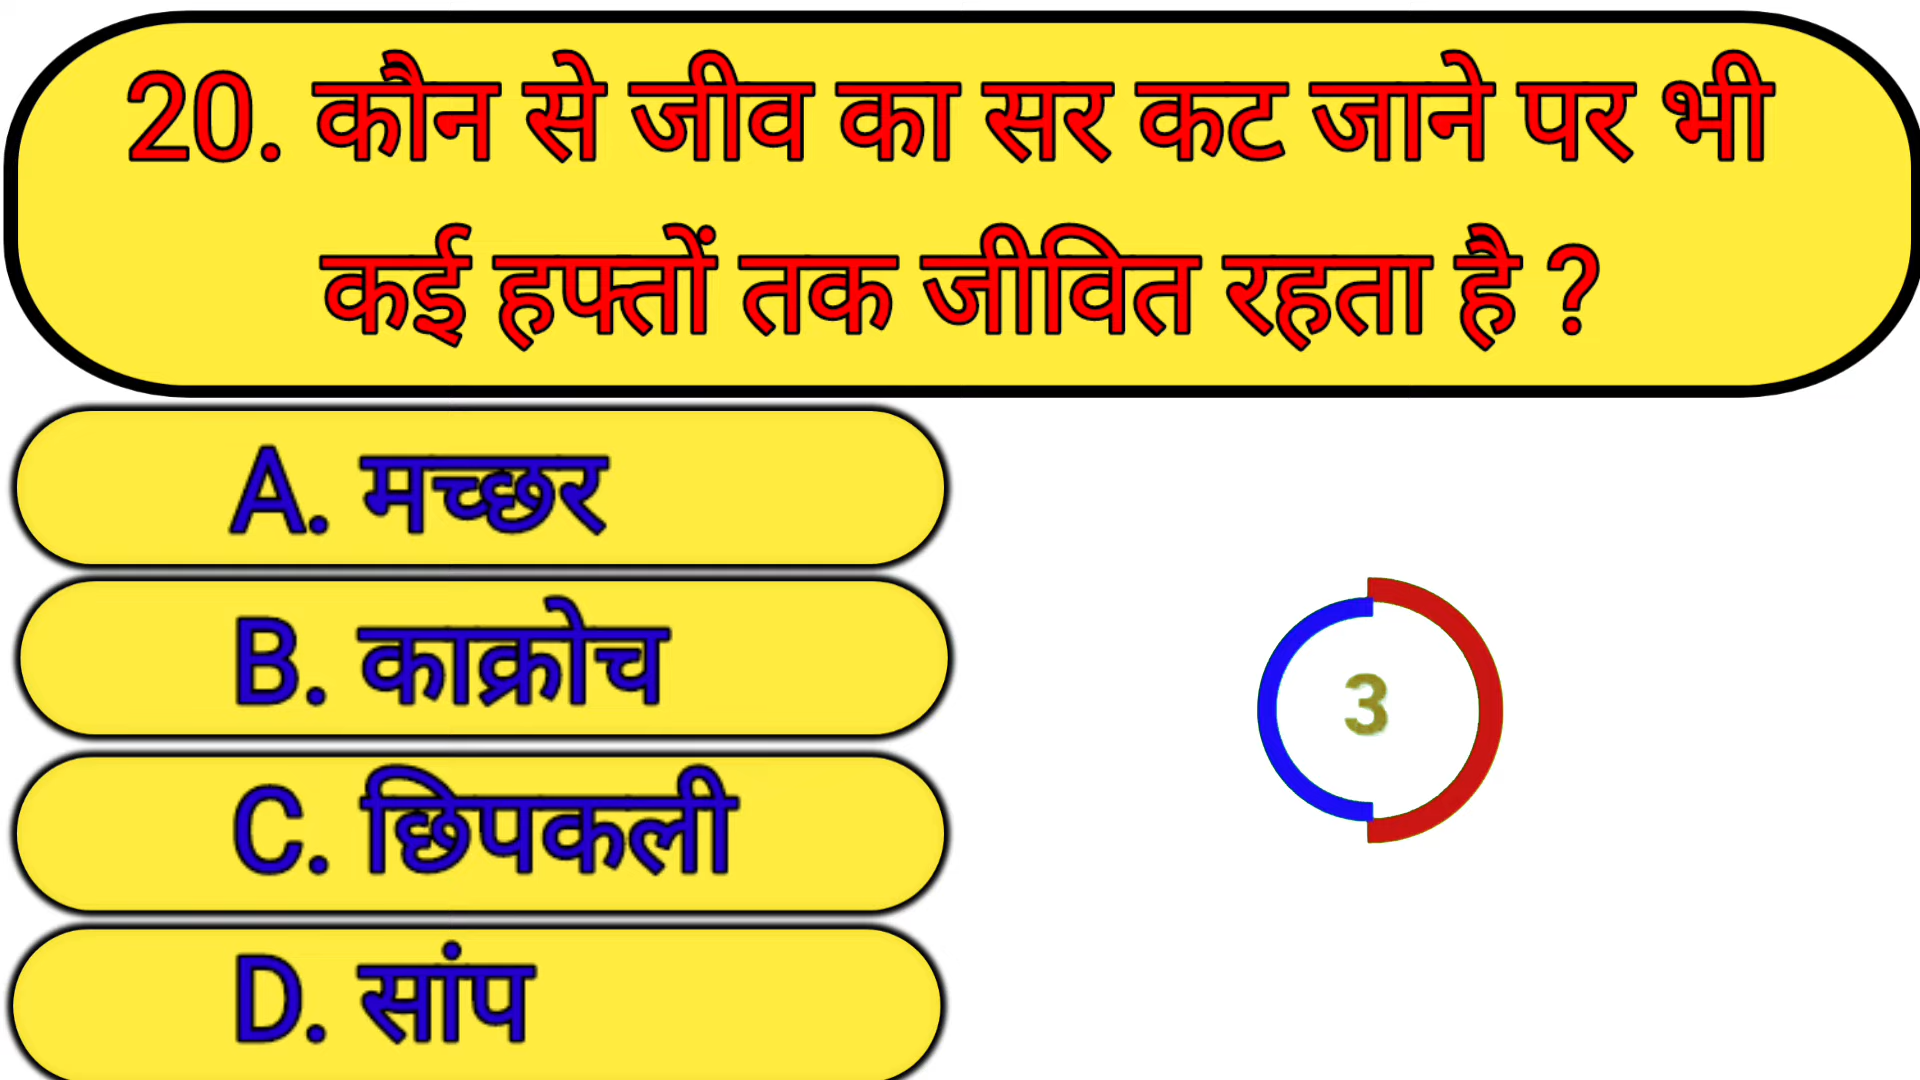 20. कौन से जीव का सर कट जाने पर भी
कई हफ्तों तक जीवित रहता है ?
A. मच्छर
B. काक्रोच
C. छिपकली
D. सांप
3